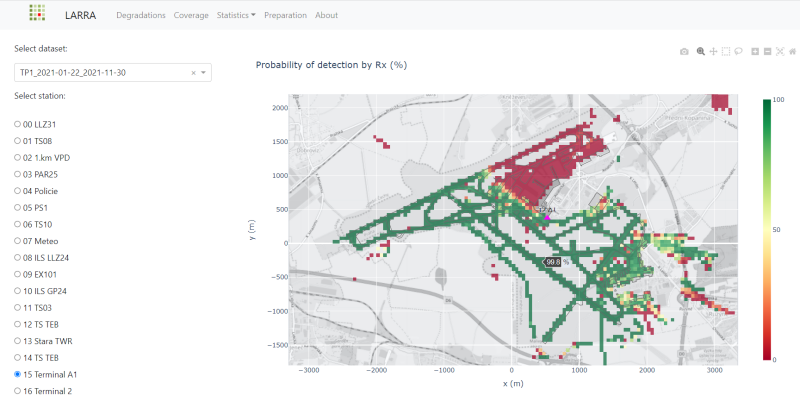 LARRA Degradations Coverage Statistics Preparation About
Select dataset:
TP1_2021-01-22_2021-11-30
Select station:
00 LLZ31
01 TS08
02 1.km VPD
03 PAR25
04 Policie
05 PS1
06 TS10
07 Meteo
08 ILS LLZ24
09 EX101
10 ILS GP24
11 TS03
12 TS TEB
13 Stara TWR
14 TS TEB
15 Terminal A1
16 Terminal 2
Probability of detection by Rx (%)
2000
1500
1000
500
0
−500
−1000
−1500
y (m)
99.8 %
−3000 −2000 −1000 0 1000 2000 3000
x (m)
100
50
0